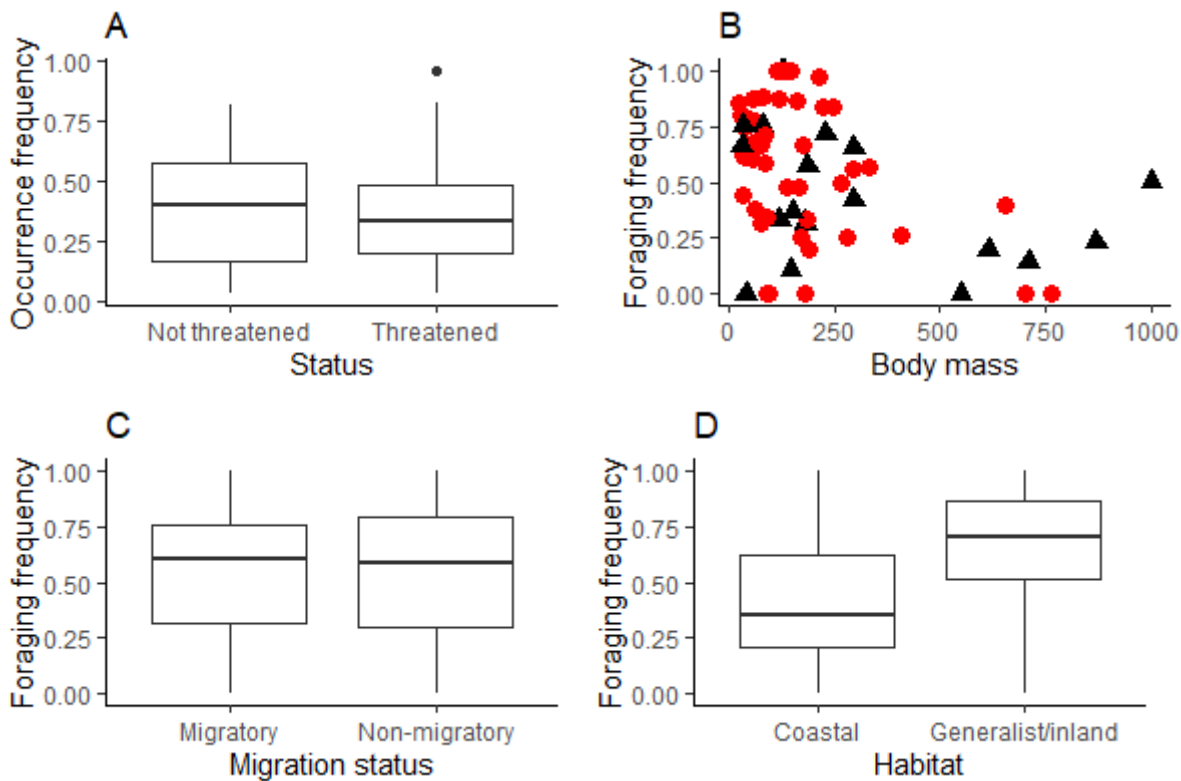 A
Occurrence frequency
1.00
0.75
0.50
0.25
0.00
Not threatened
Threatened
Status
B
Foraging frequency
1.00
0.75
0.50
0.25
0.00
0
250
500
750
1000
Body mass
C
Foraging frequency
1.00
0.75
0.50
0.25
0.00
Migratory
Non-migratory
Migration status
D
Foraging frequency
1.00
0.75
0.50
0.25
0.00
Coastal
Generalist/inland
Habitat